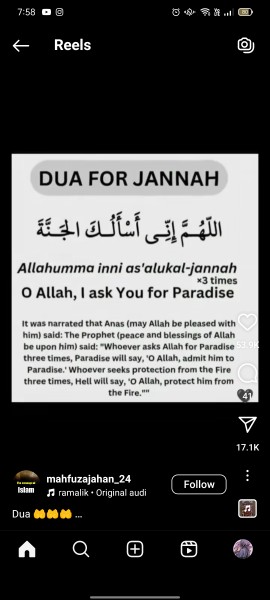 7:58
Reels
DUA FOR JANNAH
اللّٰهُمَّ إِنِّى أَسْأَلُكَ الجَنَّةَ
Allahumma inni as'alukal-jannah
×3 times
O Allah, I ask You for Paradise
It was narrated that Anas (may Allah be pleased with
him) said: The Prophet (peace and blessings of Allah
be upon him) said: "Whoever asks Allah for Paradise
three times, Paradise will say, 'O Allah, admit him to
Paradise.' Whoever seeks protection from the Fire
three times, Hell will say, 'O Allah, protect him from
the Fire.""
41
17.1K
Islam
mahfuzajahan_24
Follow
♫ ramalik • Original audi
Dua 🤲🤲🤲 ...